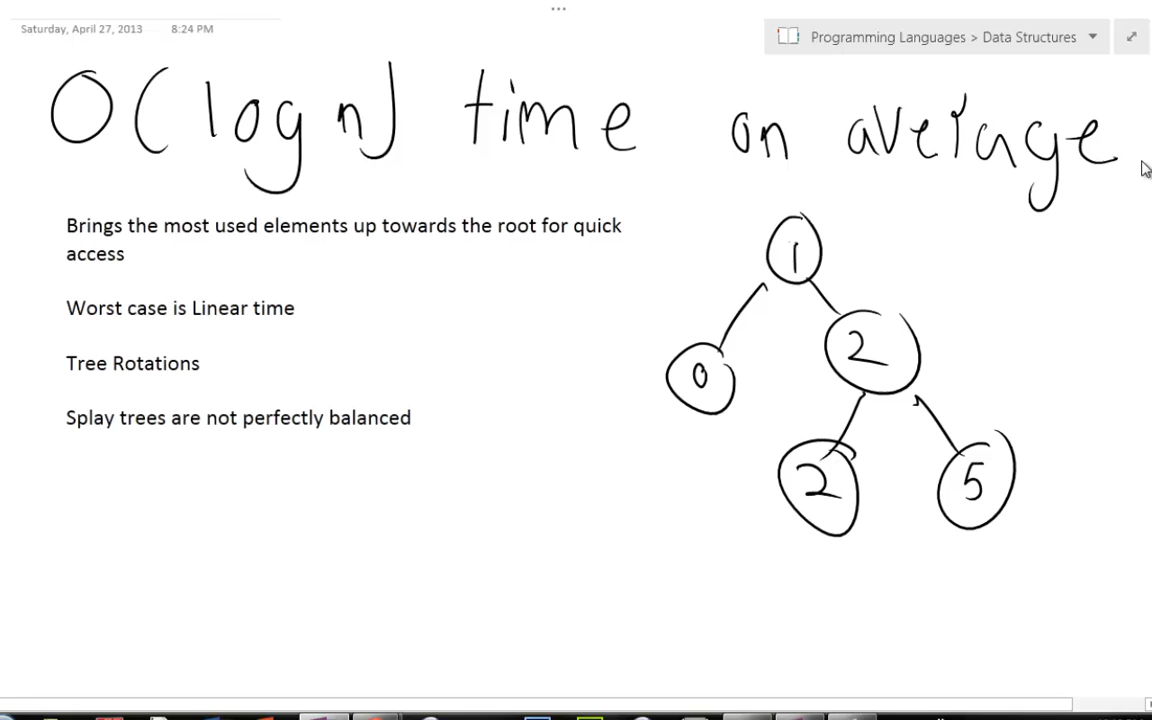 Saturday, April 27, 2013 8:24 PM
Programming Languages > Data Structures
O(log n) time on average
Brings the most used elements up towards the root for quick
access
Worst case is Linear time
Tree Rotations
Splay trees are not perfectly balanced
1
0
2
2
5